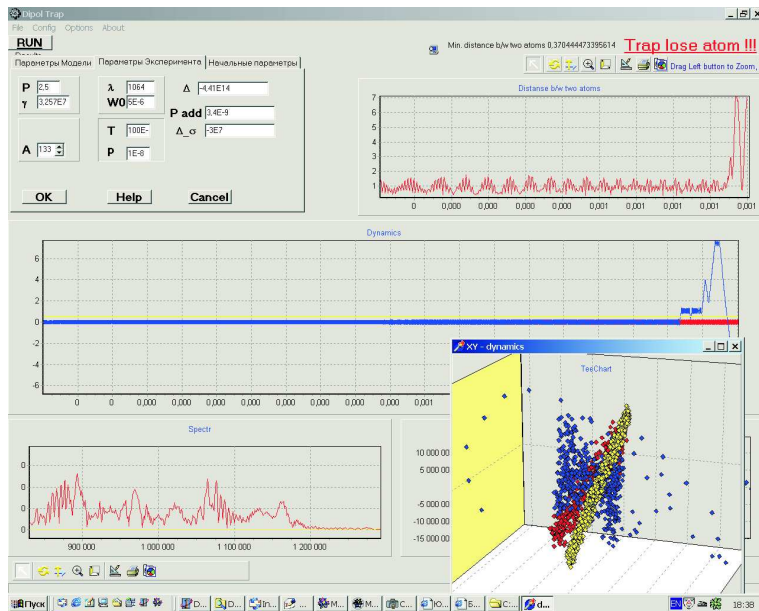 Dipol Trap
File Config Options About
RUN
Min. distance b/w two atoms 0,370444473395614
Trap lose atom !!!
Параметры Модели Параметры Эксперимента Начальные параметры
Drag Left button to Zoom,
P 2,5
γ 3,257E7
A 133
λ 1064
W0 5E-6
T 100E-
P 1E-8
Δ -4,41E14
P add 3,4E-9
Δ_σ -3E7
OK Help Cancel
Distanse b/w two atoms
7
6
5
4
3
2
1
0 0,000 0,000 0,000 0,000 0,001 0,001 0,001 0,001 0,001
Dynamics
6
4
2
0
-2
-4
-6
0 0 0,000 0,000 0,000 0,000 0,001
XY - dynamics
TeeChart
10 000 00
5 000 00
-5 000 00
-10 000 00
-15 000 00
Spectr
0
0
0
0
900 000 1 000 000 1 100 000 1 200 000
Пуск D... D... In... р... M... M... C... Ю... Б... C:... d...
EN 18:38